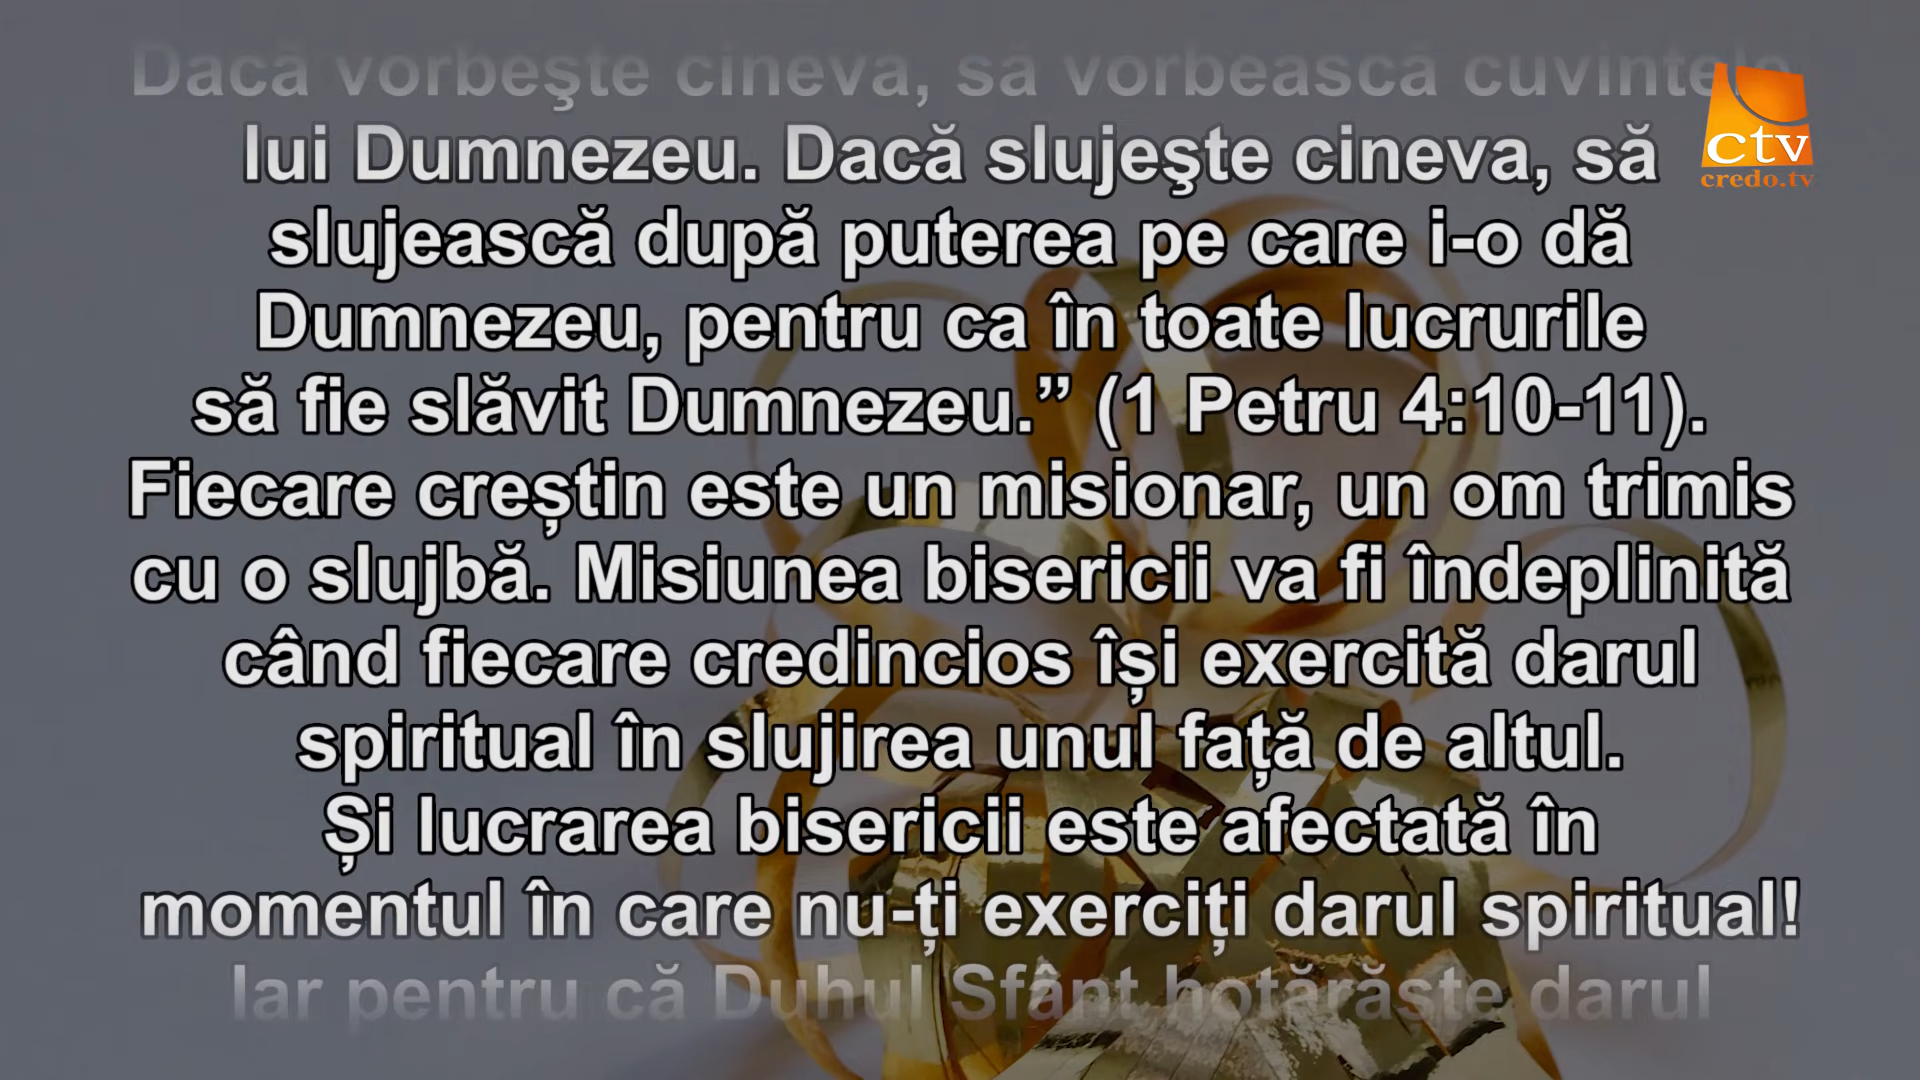 Dacă vorbeşte cineva, să vorbească cuvintele
lui Dumnezeu. Dacă slujeşte cineva, să
slujească după puterea pe care i-o dă
Dumnezeu, pentru ca în toate lucrurile
să fie slăvit Dumnezeu.” (1 Petru 4:10-11).
Fiecare creștin este un misionar, un om trimis
cu o slujbă. Misiunea bisericii va fi îndeplinită
când fiecare credincios își exercită darul
spiritual în slujirea unul față de altul.
Și lucrarea bisericii este afectată în
momentul în care nu-ți exerciți darul spiritual!
Iar pentru că Duhul Sfânt hotărăște darul
ctv
credo.tv